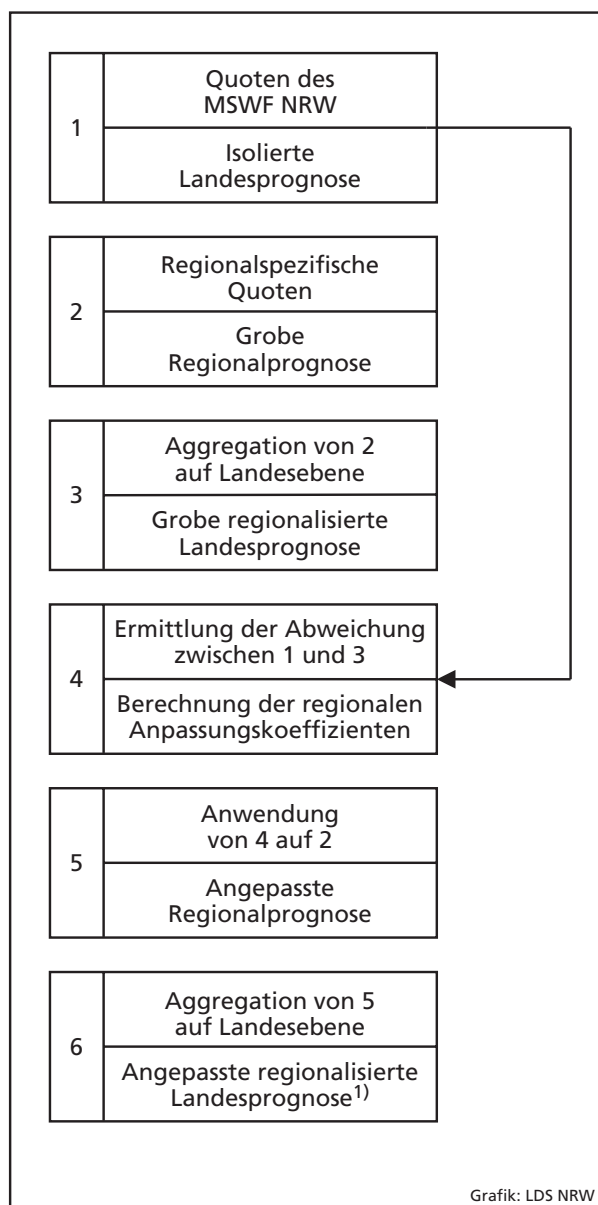 1
Quoten des
MSWF NRW
Isolierte
Landesprognose
2
Regionalspezifische
Quoten
Grobe
Regionalprognose
3
Aggregation von 2
auf Landesebene
Grobe regionalisierte
Landesprognose
4
Ermittlung der Abweichung
zwischen 1 und 3
Berechnung der regionalen
Anpassungskoeffizienten
5
Anwendung
von 4 auf 2
Angepasste
Regionalprognose
6
Aggregation von 5
auf Landesebene
Angepasste regionalisierte
Landesprognose1)
Grafik: LDS NRW